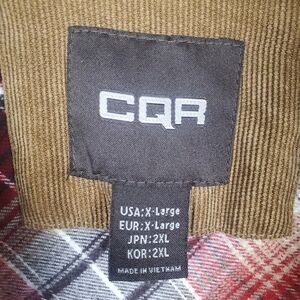 CQR
USA:X-Large
EUR:X-Large
JPN:2XL
KOR:2XL
MADE IN VIETNAM